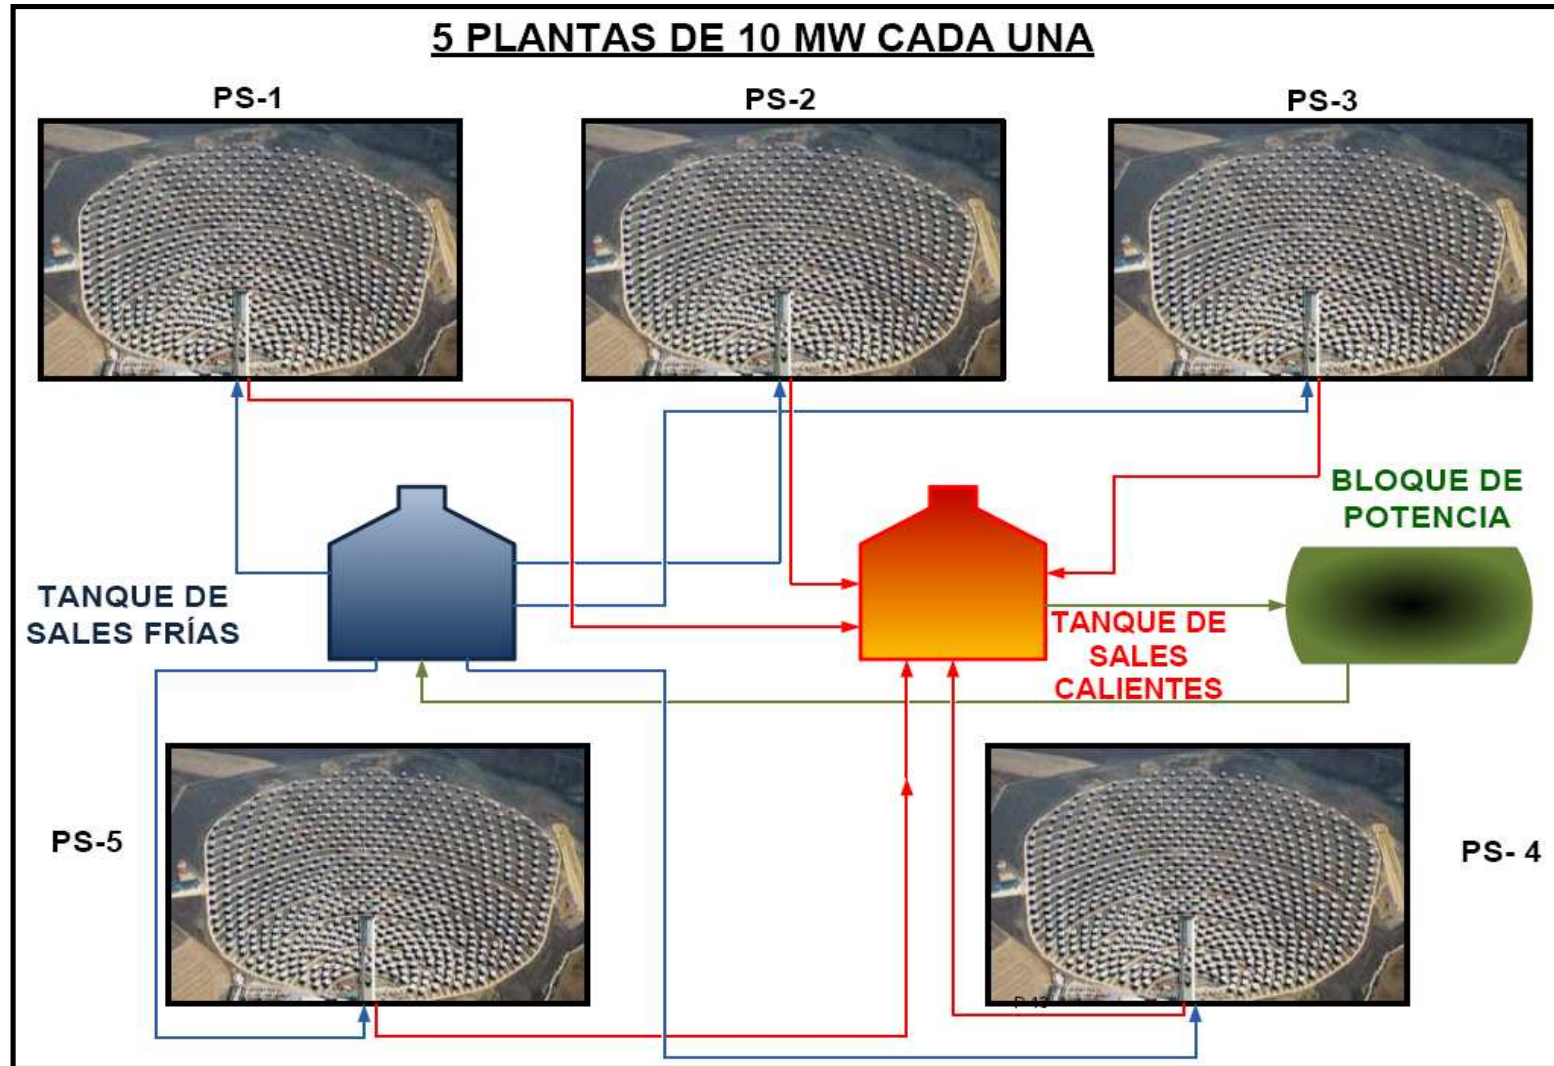 5 PLANTAS DE 10 MW CADA UNA
PS-1
PS-2
PS-3
BLOQUE DE
POTENCIA
TANQUE DE
SALES FRÍAS
TANQUE DE
SALES
CALIENTES
PS-5
PS- 4